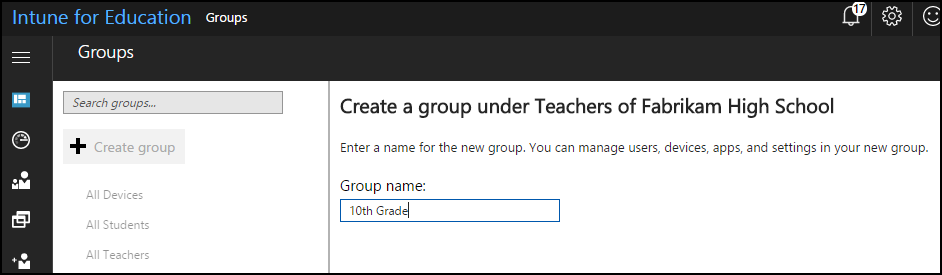 Intune for Education Groups 17
Groups
Search groups...
Create group
All Devices
All Students
All Teachers
Create a group under Teachers of Fabrikam High School
Enter a name for the new group. You can manage users, devices, apps, and settings in your new group.
Group name:
10th Grade